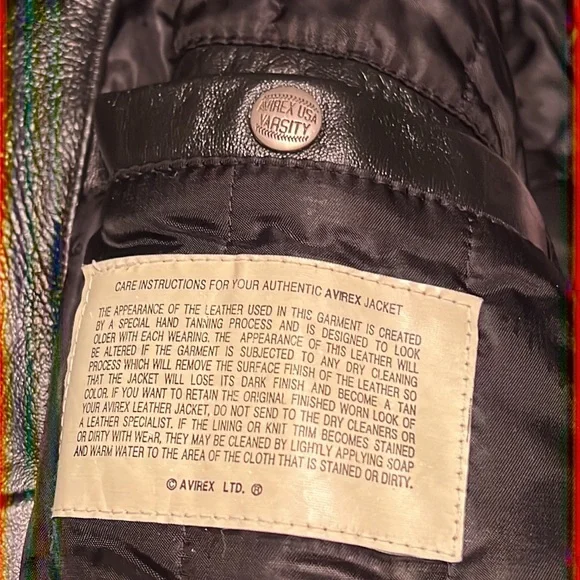 AVIREX USA
VARSITY
CARE INSTRUCTIONS FOR YOUR AUTHENTIC AVIREX JACKET
THE APPEARANCE OF THE LEATHER USED IN THIS GARMENT IS CREATED
BY A SPECIAL HAND TANNING PROCESS AND IS DESIGNED TO LOOK
OLDER WITH EACH WEARING. THE APPEARANCE OF THIS LEATHER WILL
BE ALTERED IF THE GARMENT IS SUBJECTED TO ANY DRY CLEANING
PROCESS WHICH WILL REMOVE THE SURFACE FINISH OF THE LEATHER SO
THAT THE JACKET WILL LOSE ITS DARK FINISH AND BECOME A TAN
COLOR. IF YOU WANT TO RETAIN THE ORIGINAL FINISHED WORN LOOK OF
YOUR AVIREX LEATHER JACKET, DO NOT SEND TO THE DRY CLEANERS OR
A LEATHER SPECIALIST. IF THE LINING OR KNIT TRIM BECOMES STAINED
OR DIRTY WITH WEAR, THEY MAY BE CLEANED BY LIGHTLY APPLYING SOAP
AND WARM WATER TO THE AREA OF THE CLOTH THAT IS STAINED OR DIRTY.
© AVIREX LTD. ®